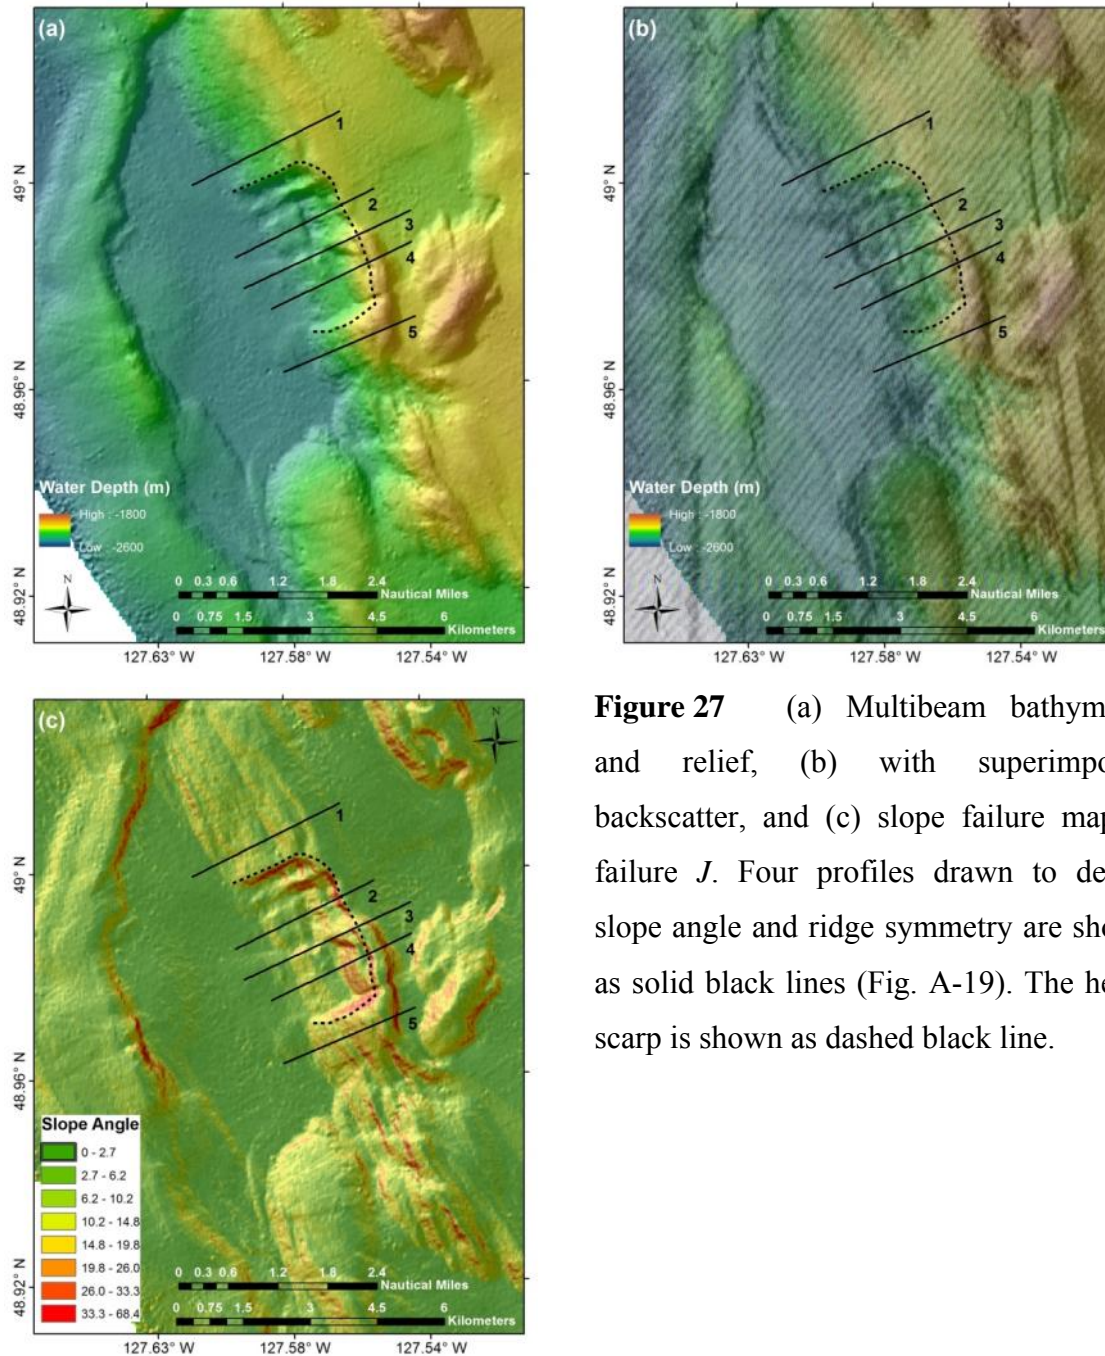 (a)
1
2
3
4
5
49° N
48.96° N
48.92° N
Water Depth (m)
High : -1800
Low : -2600
N
0 0.3 0.6 1.2 1.8 2.4
Nautical Miles
0 0.75 1.5 3 4.5 6
Kilometers
127.63° W 127.58° W 127.54° W
(b)
1
2
3
4
5
49° N
48.96° N
48.92° N
Water Depth (m)
High : -1800
Low : -2600
N
0 0.3 0.6 1.2 1.8 2.4
Nautical Miles
0 0.75 1.5 3 4.5 6
Kilometers
127.63° W 127.58° W 127.54° W
(c)
N
1
2
3
4
5
49° N
48.96° N
48.92° N
Slope Angle
0 - 2.7
2.7 - 6.2
6.2 - 10.2
10.2 - 14.8
14.8 - 19.8
19.8 - 26.0
26.0 - 33.3
33.3 - 68.4
0 0.3 0.6 1.2 1.8 2.4
Nautical Miles
0 0.75 1.5 3 4.5 6
Kilometers
127.63° W 127.58° W 127.54° W
Figure 27 (a) Multibeam bathym
and relief, (b) with superimpo
backscatter, and (c) slope failure map
failure J. Four profiles drawn to de
slope angle and ridge symmetry are sho
as solid black lines (Fig. A-19). The he
scarp is shown as dashed black line.